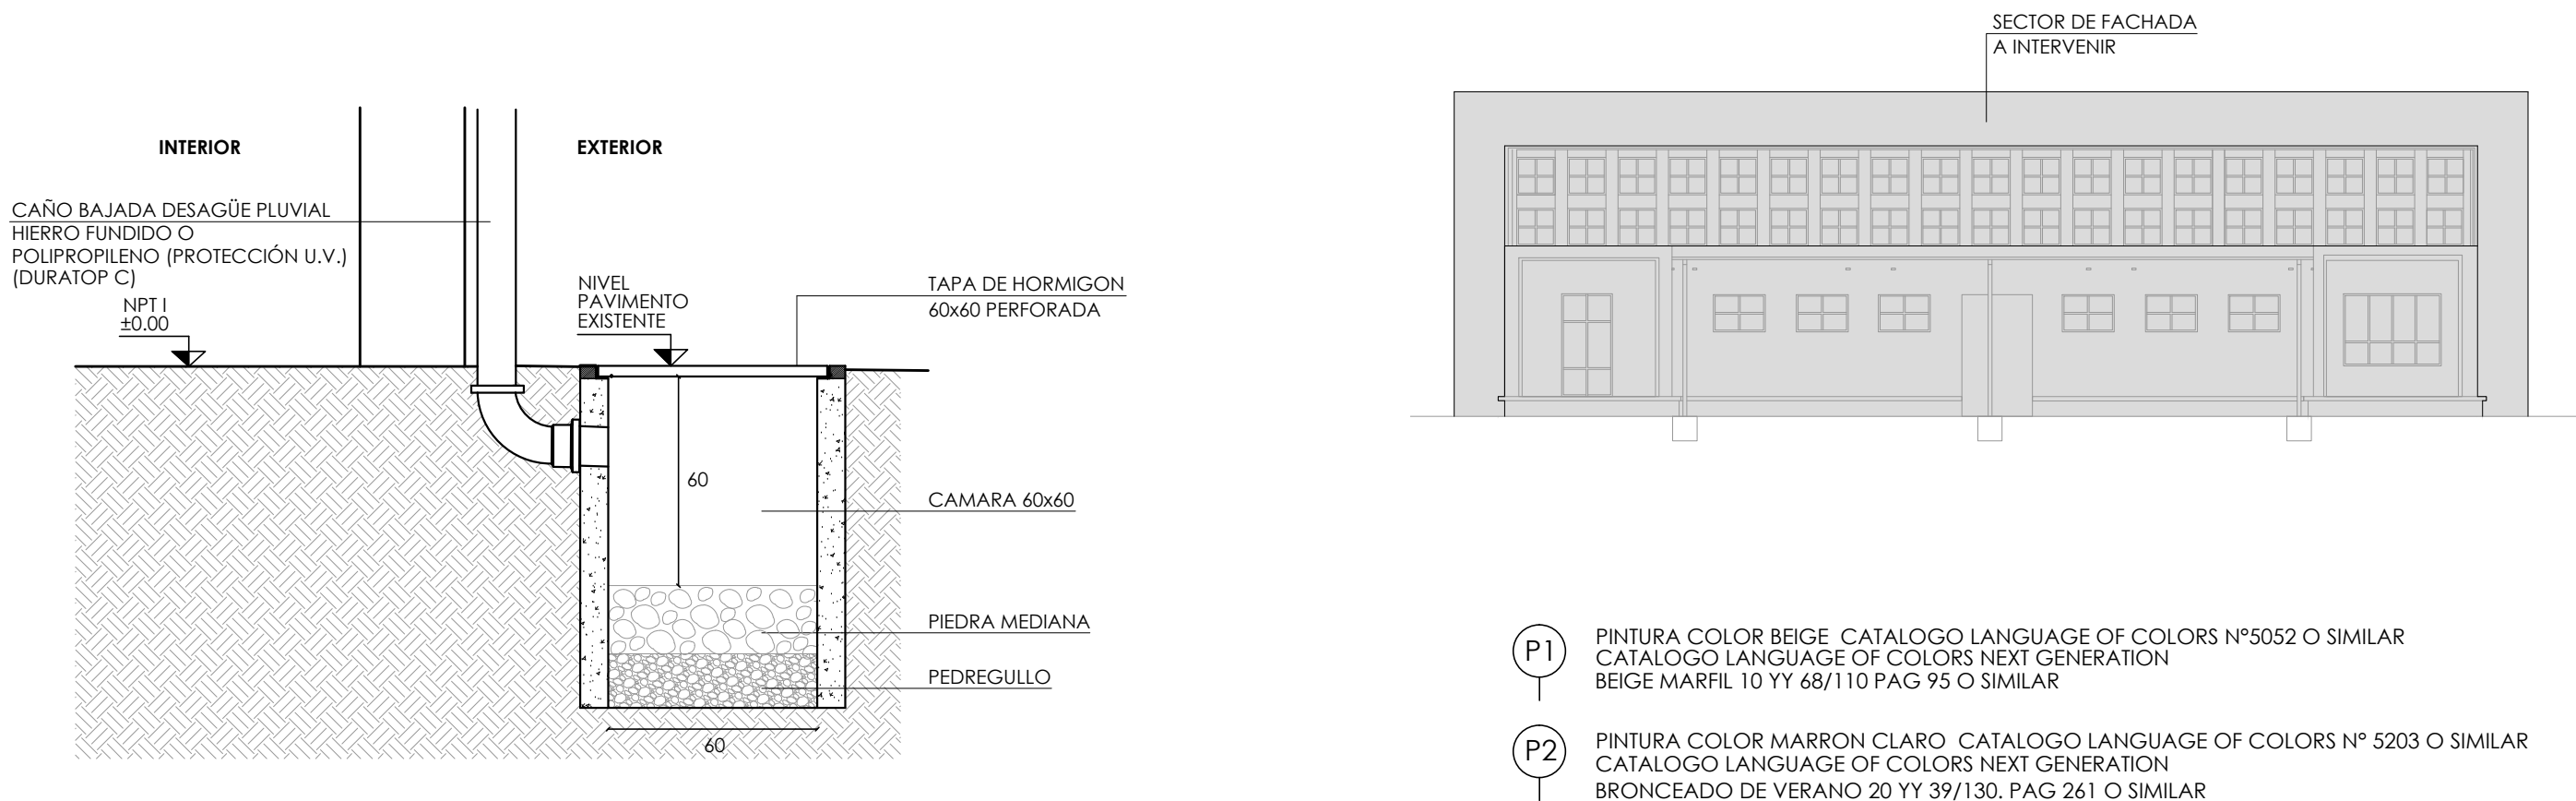 INTERIOR
EXTERIOR
CAÑO BAJADA DESAGÜE PLUVIAL
HIERRO FUNDIDO O
POLIPROPILENO (PROTECCIÓN U.V.)
(DURATOP C)
NPT I
±0.00
NIVEL
PAVIMENTO
EXISTENTE
TAPA DE HORMIGON
60x60 PERFORADA
60
CAMARA 60x60
PIEDRA MEDIANA
PEDREGULLO
60
SECTOR DE FACHADA
A INTERVENIR
P1
PINTURA COLOR BEIGE CATALOGO LANGUAGE OF COLORS N°5052 O SIMILAR
CATALOGO LANGUAGE OF COLORS NEXT GENERATION
BEIGE MARFIL 10 YY 68/110 PAG 95 O SIMILAR
P2
PINTURA COLOR MARRON CLARO CATALOGO LANGUAGE OF COLORS N° 5203 O SIMILAR
CATALOGO LANGUAGE OF COLORS NEXT GENERATION
BRONCEADO DE VERANO 20 YY 39/130. PAG 261 O SIMILAR